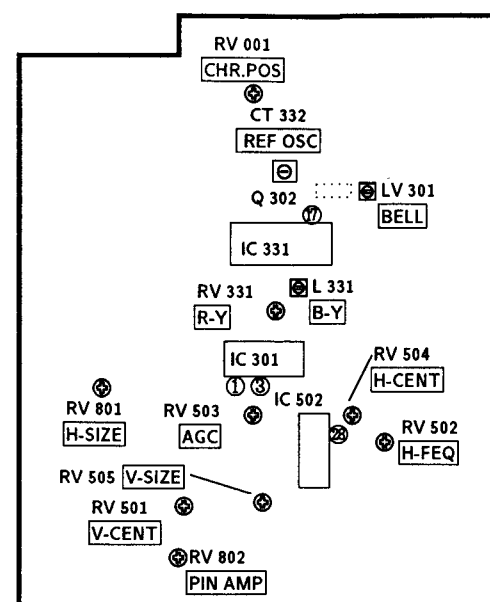 RV 001
CHR.POS
CT 332
REF OSC
Q 302
LV 301
BELL
17
IC 331
L 331
B-Y
RV 331
R-Y
IC 301
1 3
RV 504
H-CENT
IC 502
RV 801
H-SIZE
RV 503
AGC
28
RV 502
H-FEQ
RV 505 V-SIZE
RV 501
V-CENT
RV 802
PIN AMP